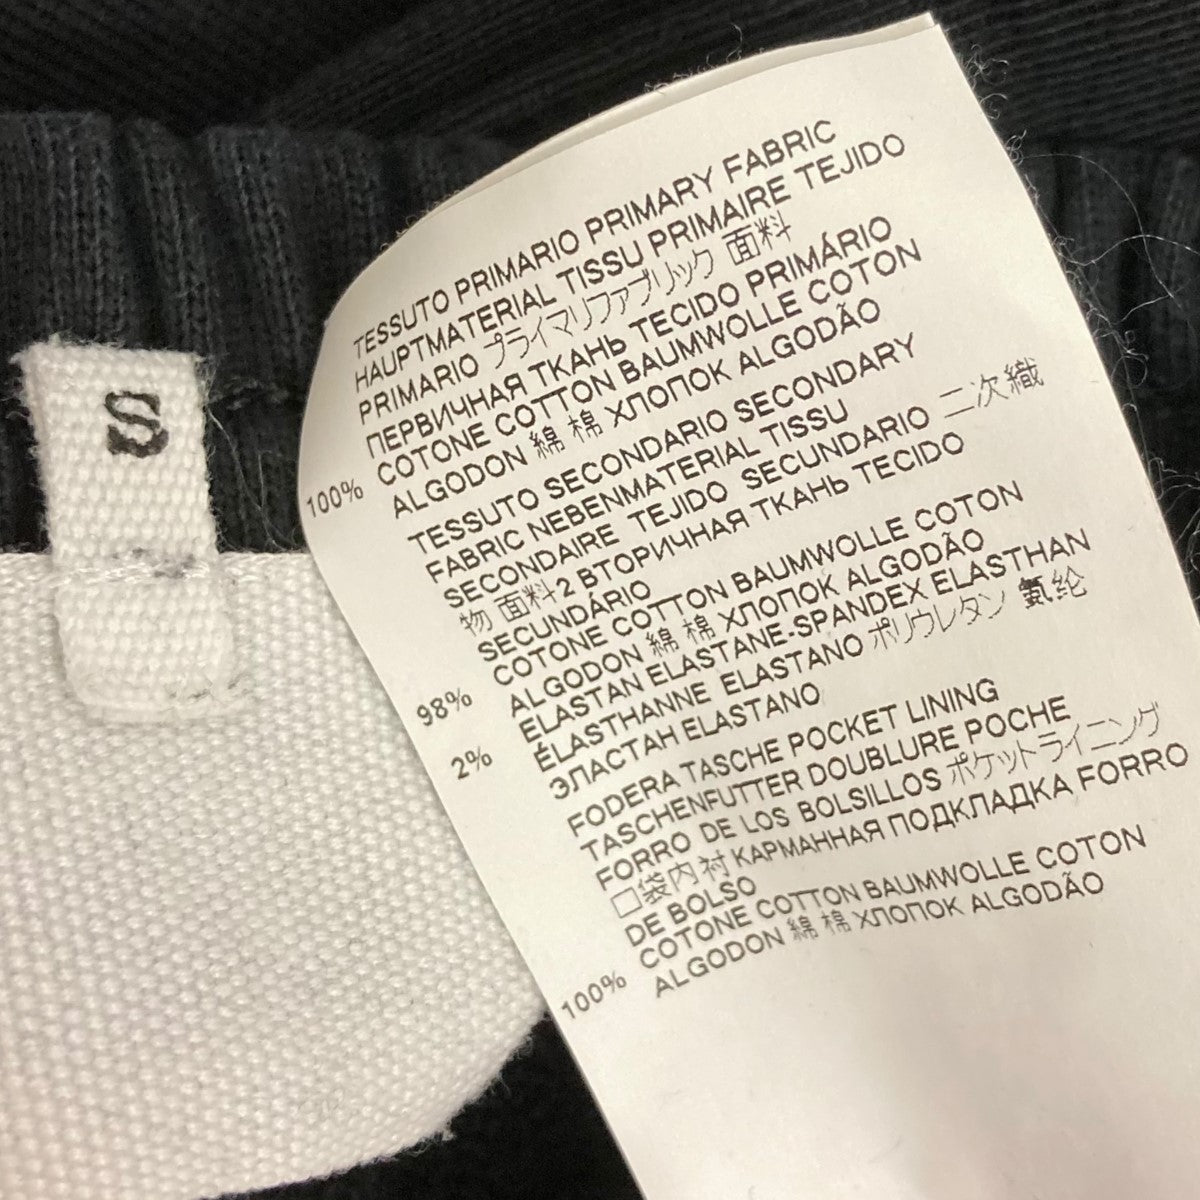 S
TESSUTO PRIMARIO PRIMARY FABRIC
HAUPTMATERIAL TISSU PRIMAIRE TEJIDO
PRIMARIO プライマリファブリック 面料
ПЕРВИЧНАЯ ТКАНЬ TECIDO PRIMÁRIO
100% COTONE COTTON BAUMWOLLE COTON
ALGODON 綿 棉 ХЛОПОК ALGODÃO
TESSUTO SECONDARIO SECONDARY
FABRIC NEBENMATERIAL TISSU
SECONDAIRE TEJIDO SECUNDARIO 二次織
物 面料2 ВТОРИЧНАЯ ТКАНЬ TECIDO
SECUNDÁRIO
98% COTONE COTTON BAUMWOLLE COTON
ALGODON 綿 棉 ХЛОПОК ALGODÃO
2% ELASTAN ELASTANE-SPANDEX ELASTHAN
ÉLASTHANNE ELASTANO ポリウレタン 氨纶
ЭЛАСТАН ELASTANO
FODERA TASCHE POCKET LINING
TASCHENFUTTER DOUBLURE POCHE
FORRO DE LOS BOLSILLOS ポケットライニング
口袋内衬 КАРМАННАЯ ПОДКЛАДКА FORRO
DE BOLSO
100% COTONE COTTON BAUMWOLLE COTON
ALGODON 綿 棉 ХЛОПОК ALGODÃO